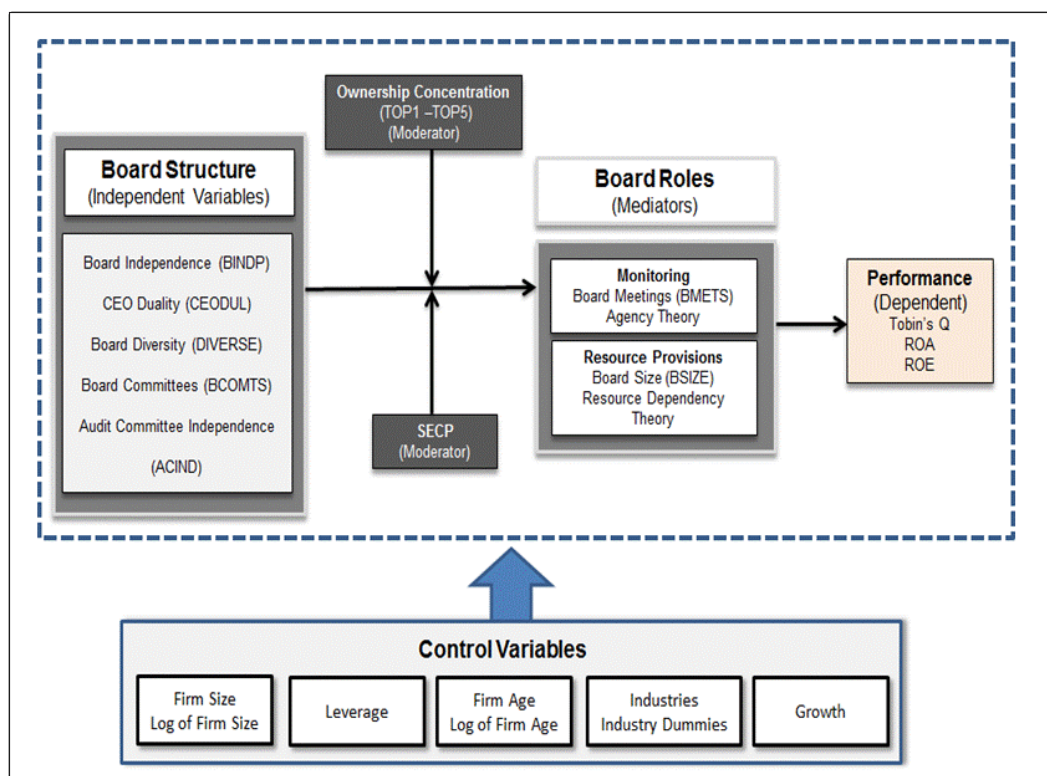 Ownership Concentration
(TOP1 –TOP5)
(Moderator)
Board Structure
(Independent Variables)
Board Independence (BINDP)
CEO Duality (CEODUL)
Board Diversity (DIVERSE)
Board Committees (BCOMTS)
Audit Committee Independence
(ACIND)
SECP
(Moderator)
Board Roles
(Mediators)
Monitoring
Board Meetings (BMETS)
Agency Theory
Resource Provisions
Board Size (BSIZE)
Resource Dependency
Theory
Performance
(Dependent)
Tobin's Q
ROA
ROE
Control Variables
Firm Size
Log of Firm Size
Leverage
Firm Age
Log of Firm Age
Industries
Industry Dummies
Growth